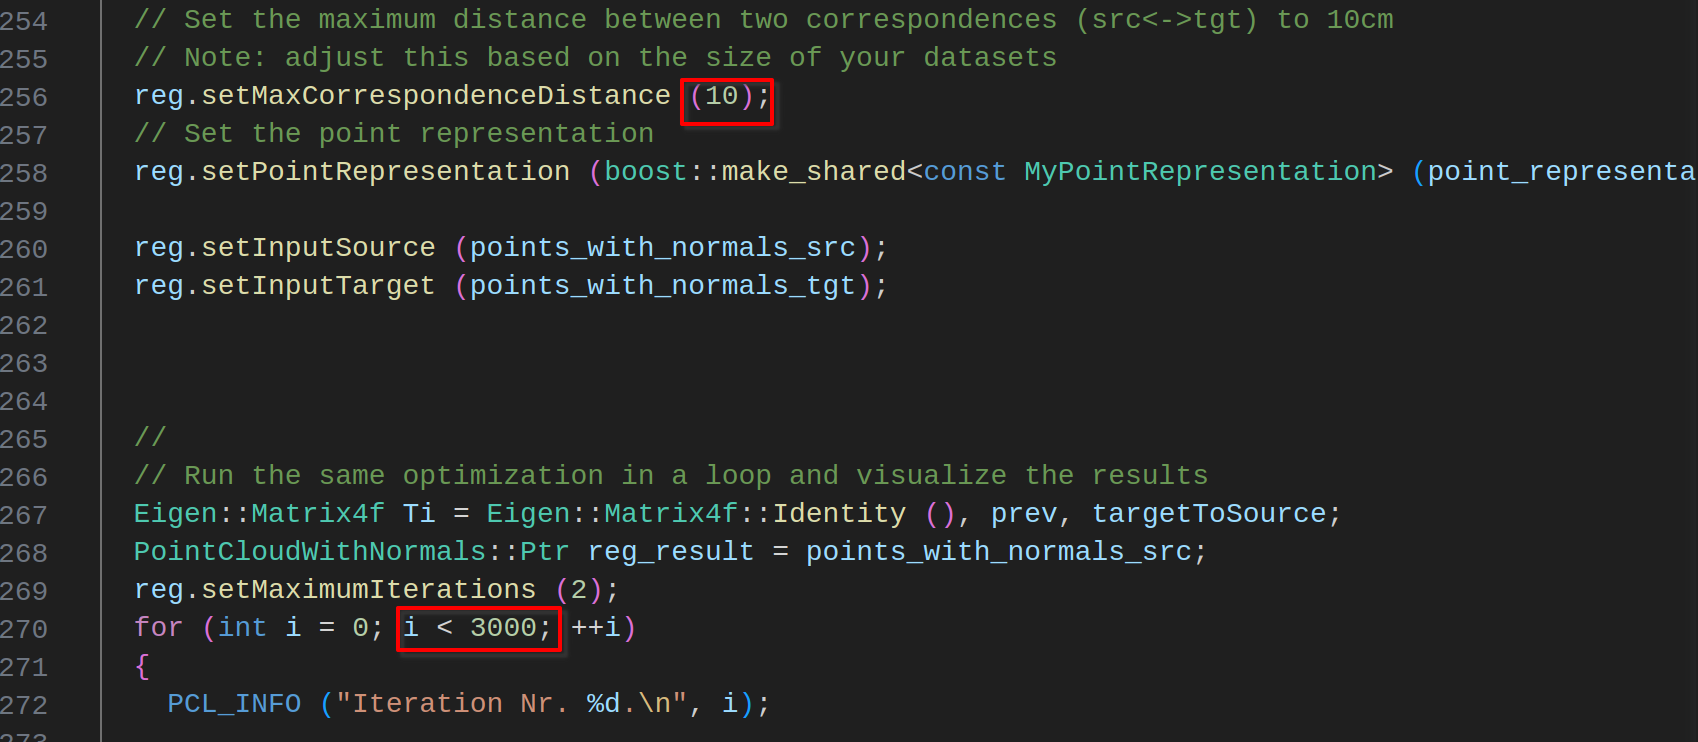 254 // Set the maximum distance between two correspondences (src<->tgt) to 10cm
255 // Note: adjust this based on the size of your datasets
256 reg.setMaxCorrespondenceDistance (10);
257 // Set the point representation
258 reg.setPointRepresentation (boost::make_shared<const MyPointRepresentation> (point_representa
259
260 reg.setInputSource (points_with_normals_src);
261 reg.setInputTarget (points_with_normals_tgt);
262
263
264
265 //
266 // Run the same optimization in a loop and visualize the results
267 Eigen::Matrix4f Ti = Eigen::Matrix4f::Identity (), prev, targetToSource;
268 PointCloudWithNormals::Ptr reg_result = points_with_normals_src;
269 reg.setMaximumIterations (2);
270 for (int i = 0; i < 3000; ++i)
271 {
272 PCL_INFO ("Iteration Nr. %d.\n", i);
273